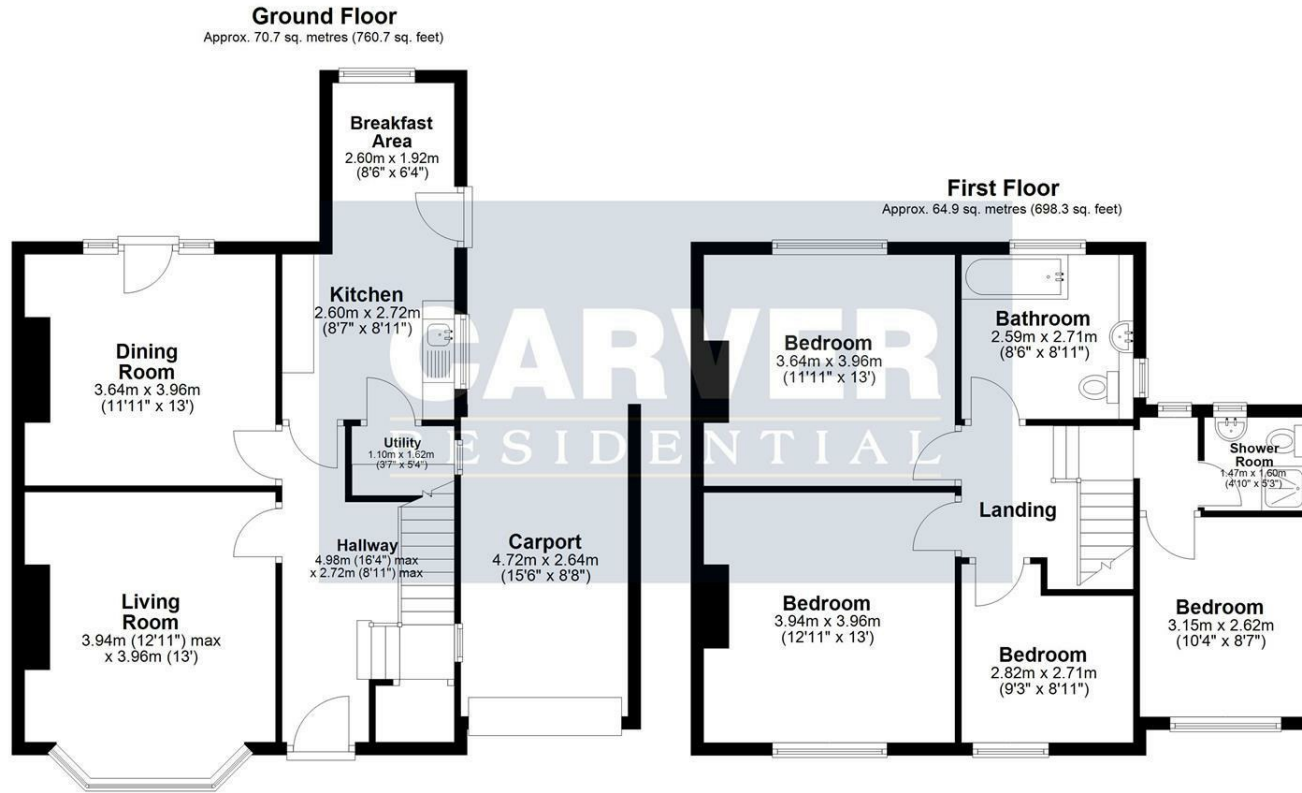 Ground Floor
Approx. 70.7 sq. metres (760.7 sq. feet)
Breakfast
Area
2.60m x 1.92m
(8'6" x 6'4")
Kitchen
2.60m x 2.72m
(8'7" x 8'11")
Dining
Room
3.64m x 3.96m
(11'11" x 13')
Utility
1.10m x 1.62m
(3'7" x 5'4")
Hallway
4.98m (16'4") max
x 2.72m (8'11") max
Carport
4.72m x 2.64m
(15'6" x 8'8")
Living
Room
3.94m (12'11") max
x 3.96m (13')
CARVER
RESIDENTIAL
First Floor
Approx. 64.9 sq. metres (698.3 sq. feet)
Bedroom
3.64m x 3.96m
(11'11" x 13')
Bathroom
2.59m x 2.71m
(8'6" x 8'11")
Shower
Room
1.47m x 1.60m
(4'10" x 5'3")
Landing
Bedroom
3.94m x 3.96m
(12'11" x 13')
Bedroom
2.82m x 2.71m
(9'3" x 8'11")
Bedroom
3.15m x 2.62m
(10'4" x 8'7")